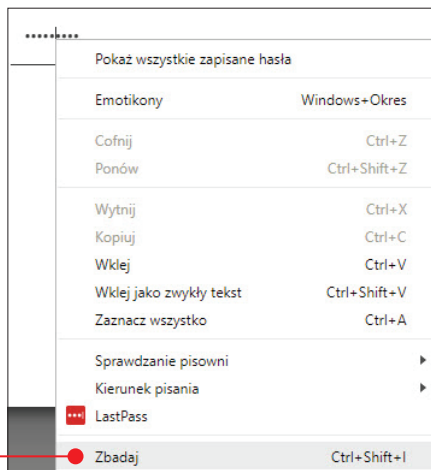 Pokaż wszystkie zapisane hasła
Emotikony Windows+Okres
Cofnij Ctrl+Z
Ponów Ctrl+Shift+Z
Wytnij Ctrl+X
Kopiuj Ctrl+C
Wklej Ctrl+V
Wklej jako zwykły tekst Ctrl+Shift+V
Zaznacz wszystko Ctrl+A
Sprawdzanie pisowni
Kierunek pisania
LastPass
Zbadaj Ctrl+Shift+I